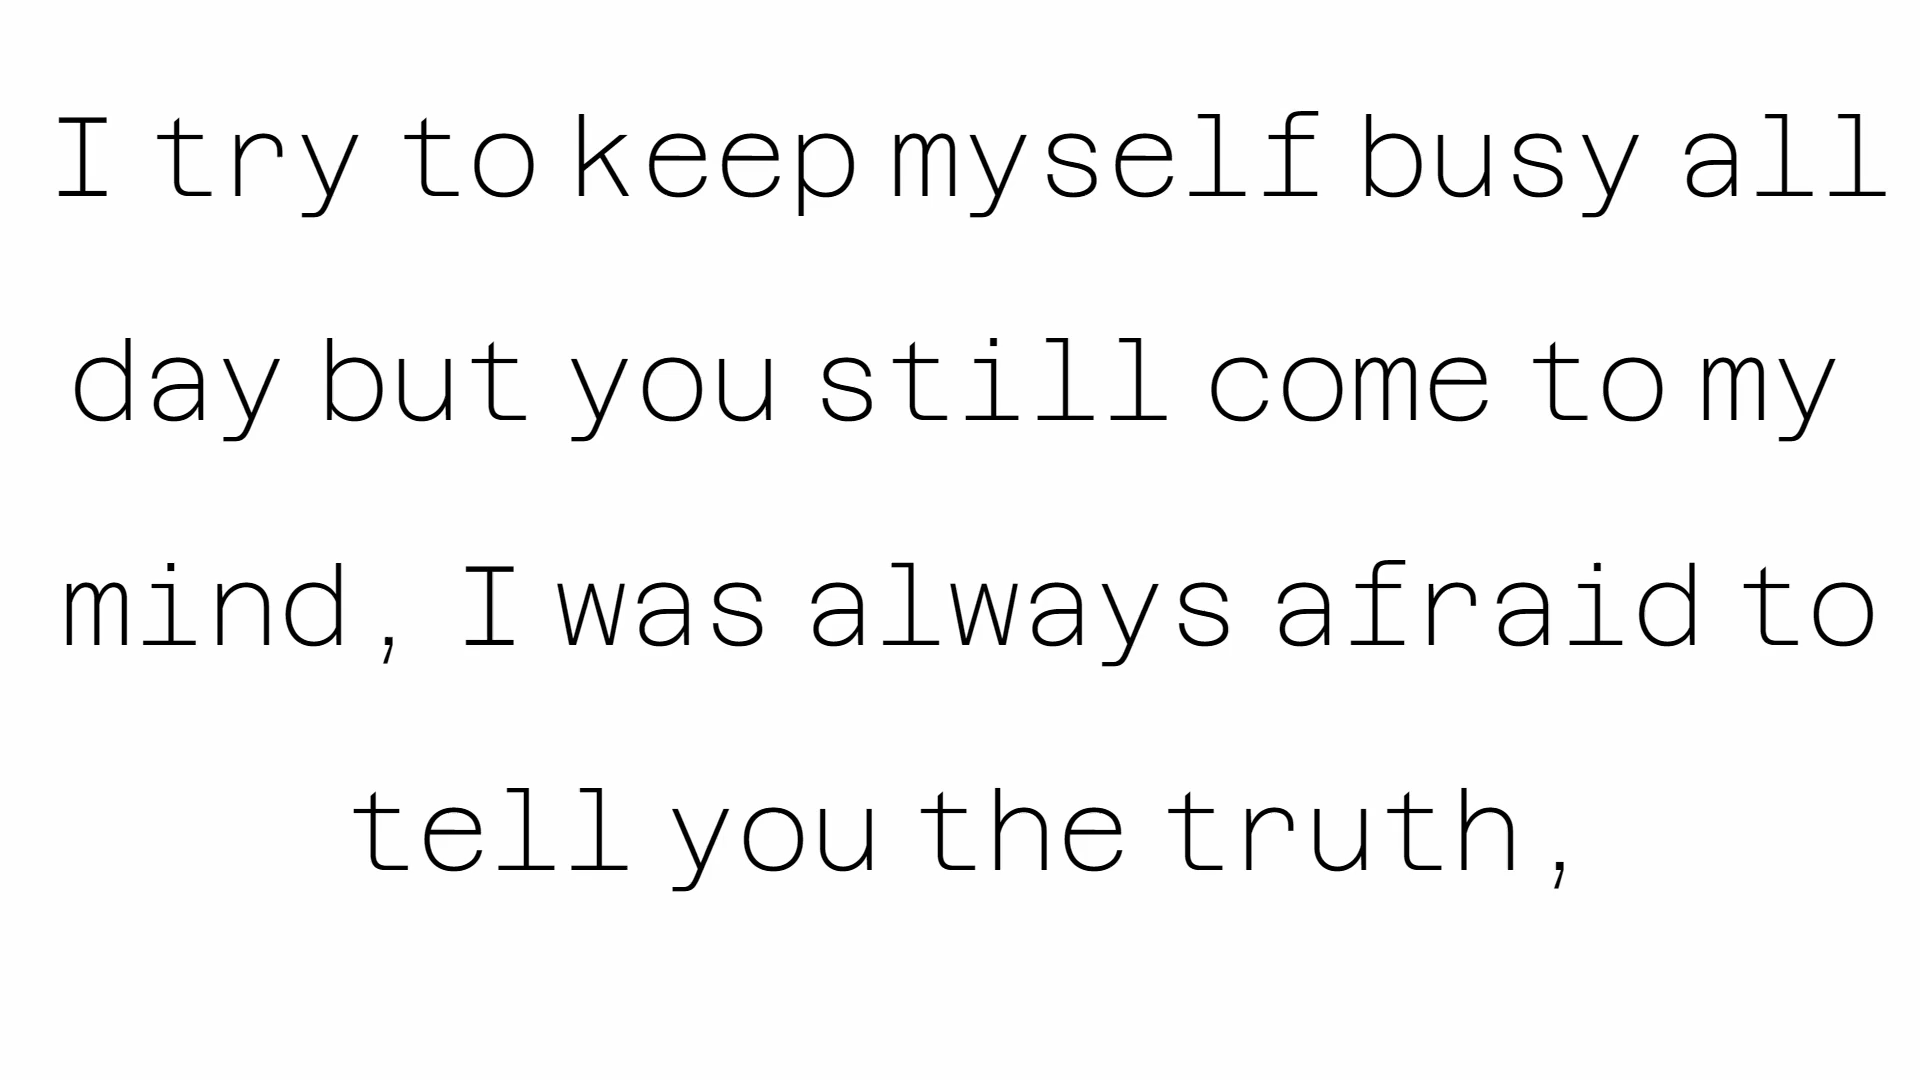 I try to keep myself busy all
day but you still come to my
mind, I was always afraid to
tell you the truth,